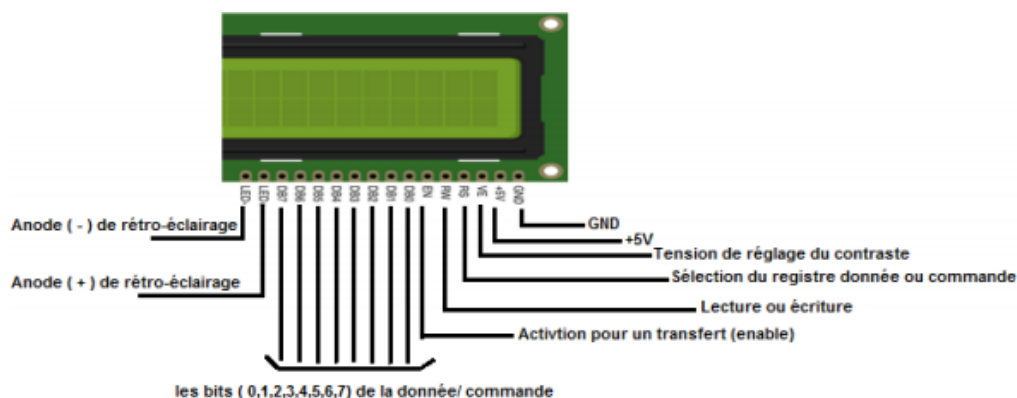 LED- LED DB7 DB6 DB5 DB4 DB3 DB2 DB1 DB0 EN RW RS VE +5V GND
Anode ( - ) de rétro-éclairage
GND
+5V
Tension de réglage du contraste
Anode ( + ) de rétro-éclairage
Sélection du registre donnée ou commande
Lecture ou écriture
Activtion pour un transfert (enable)
les bits ( 0,1,2,3,4,5,6,7) de la donnée/ commande